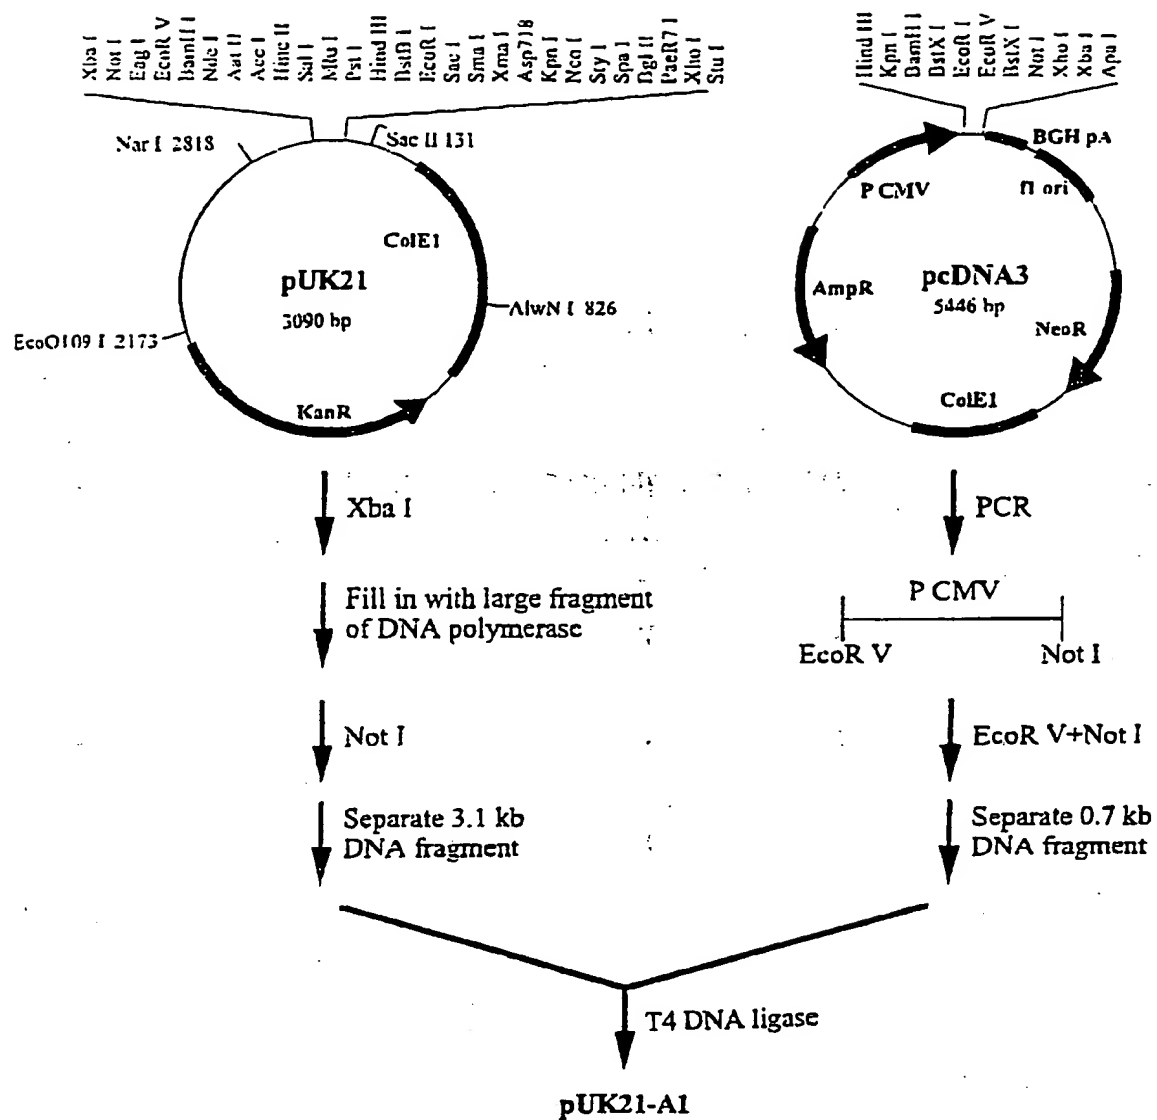 Xba I
Not I
Eag I
EcoR V
BamH I
Nde I
Aat II
Acc I
Hinc II
Sal I
Mlu I
Pst I
Hind III
BstB I
EcoR I
Sac I
Sma I
Xma I
Asp718
Kpn I
Nco I
Sty I
Spa I
Bgl II
PaeR7 I
Xho I
Stu I
Hind III
Kpn I
BamH I
BstX I
EcoR I
EcoR V
BstX I
Not I
Xho I
Xba I
Apa I
Nar I 2818
Sac II 131
ColE1
pUK21
3090 bp
AlwN I 826
EcoO109 I 2173
KanR
BGH pA
P CMV
f1 ori
AmpR
pcDNA3
5446 bp
NeoR
ColE1
Xba I
PCR
Fill in with large fragment
of DNA polymerase
P CMV
EcoR V
Not I
Not I
EcoR V+Not I
Separate 3.1 kb
DNA fragment
Separate 0.7 kb
DNA fragment
T4 DNA ligase
pUK21-A1